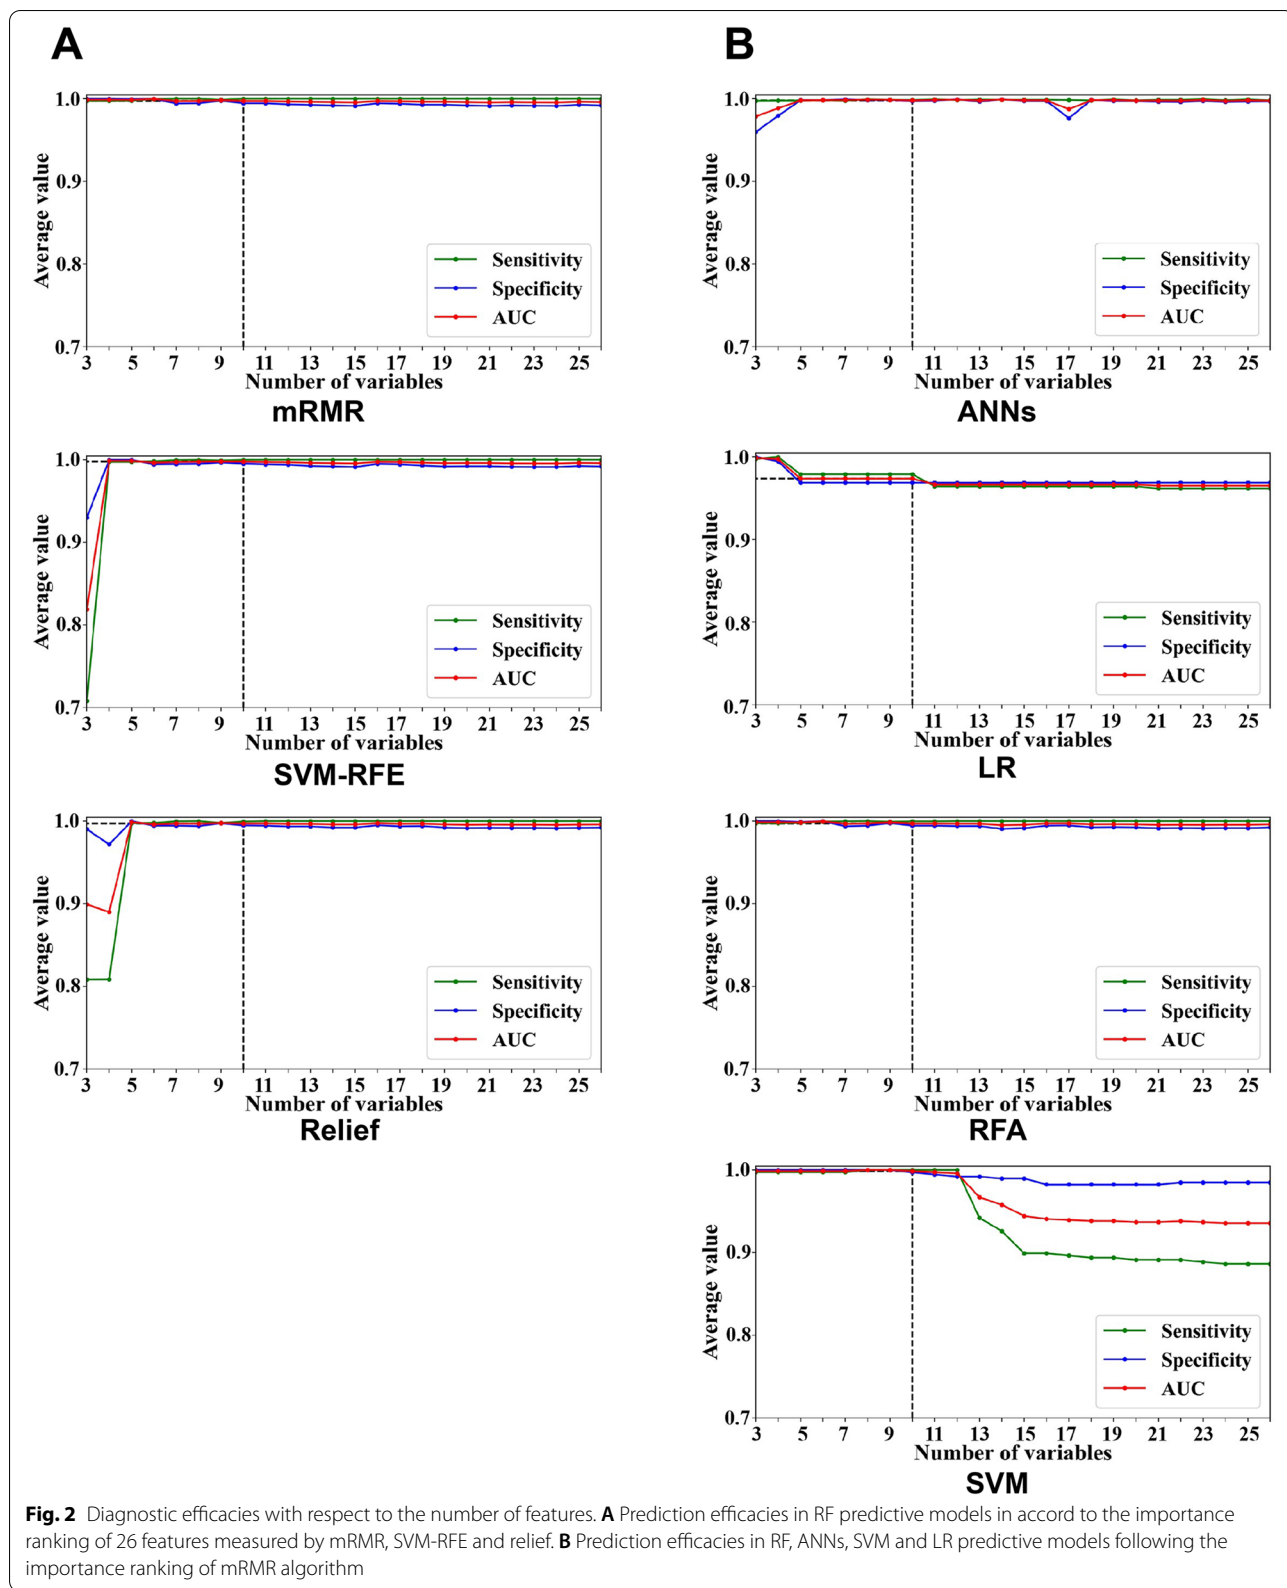 A
1.0
0.9
0.8
0.7
Average value
Sensitivity
Specificity
AUC
3 5 7 9 11 13 15 17 19 21 23 25
Number of variables
mRMR
1.0
0.9
0.8
0.7
Average value
Sensitivity
Specificity
AUC
3 5 7 9 11 13 15 17 19 21 23 25
Number of variables
SVM-RFE
1.0
0.9
0.8
0.7
Average value
Sensitivity
Specificity
AUC
3 5 7 9 11 13 15 17 19 21 23 25
Number of variables
Relief
B
1.0
0.9
0.8
0.7
Average value
Sensitivity
Specificity
AUC
3 5 7 9 11 13 15 17 19 21 23 25
Number of variables
ANNs
1.0
0.9
0.8
0.7
Average value
Sensitivity
Specificity
AUC
3 5 7 9 11 13 15 17 19 21 23 25
Number of variables
LR
1.0
0.9
0.8
0.7
Average value
Sensitivity
Specificity
AUC
3 5 7 9 11 13 15 17 19 21 23 25
Number of variables
RFA
1.0
0.9
0.8
0.7
Average value
Sensitivity
Specificity
AUC
3 5 7 9 11 13 15 17 19 21 23 25
Number of variables
SVM
Fig. 2 Diagnostic efficacies with respect to the number of features. A Prediction efficacies in RF predictive models in accord to the importance
ranking of 26 features measured by mRMR, SVM-RFE and relief. B Prediction efficacies in RF, ANNs, SVM and LR predictive models following the
importance ranking of mRMR algorithm